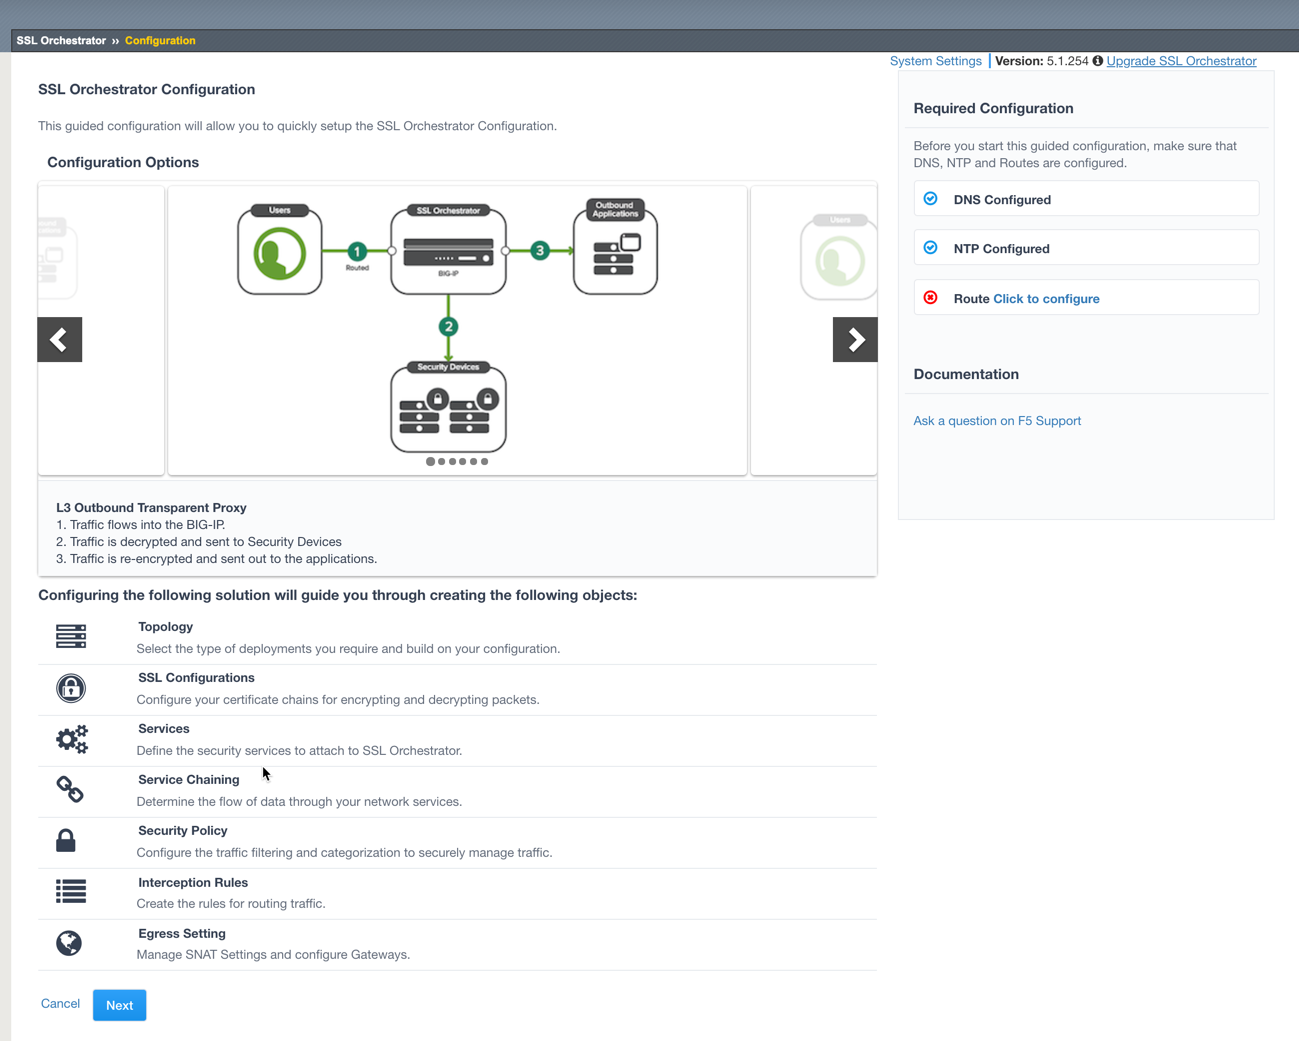 SSL Orchestrator » Configuration
System Settings | Version: 5.1.254 Upgrade SSL Orchestrator
SSL Orchestrator Configuration
This guided configuration will allow you to quickly setup the SSL Orchestrator Configuration.
Configuration Options
Users
SSL Orchestrator
Outbound
Applications
Users
1
Routed
BIG-IP
3
2
Security Devices
L3 Outbound Transparent Proxy
1. Traffic flows into the BIG-IP.
2. Traffic is decrypted and sent to Security Devices
3. Traffic is re-encrypted and sent out to the applications.
Configuring the following solution will guide you through creating the following objects:
Topology
Select the type of deployments you require and build on your configuration.
SSL Configurations
Configure your certificate chains for encrypting and decrypting packets.
Services
Define the security services to attach to SSL Orchestrator.
Service Chaining
Determine the flow of data through your network services.
Security Policy
Configure the traffic filtering and categorization to securely manage traffic.
Interception Rules
Create the rules for routing traffic.
Egress Setting
Manage SNAT Settings and configure Gateways.
Cancel
Next
Required Configuration
Before you start this guided configuration, make sure that
DNS, NTP and Routes are configured.
DNS Configured
NTP Configured
Route Click to configure
Documentation
Ask a question on F5 Support